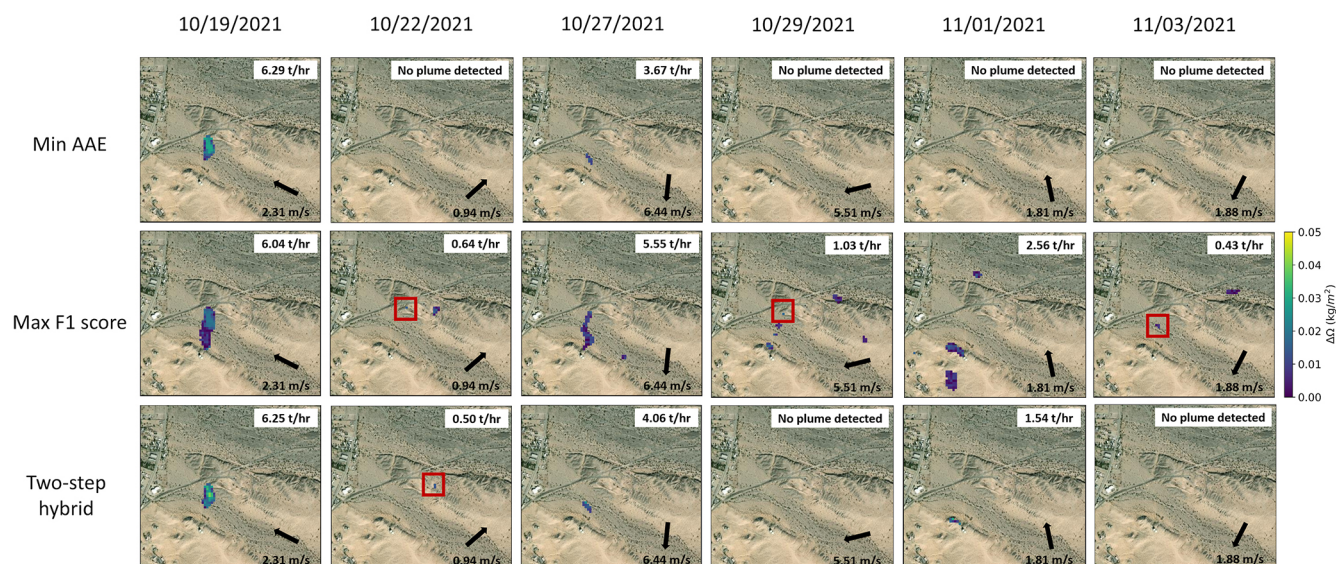 10/19/2021 10/22/2021 10/27/2021 10/29/2021 11/01/2021 11/03/2021
6.29 t/hr No plume detected 3.67 t/hr No plume detected No plume detected No plume detected
Min AAE
2.31 m/s 0.94 m/s 6.44 m/s 5.51 m/s 1.81 m/s 1.88 m/s
6.04 t/hr 0.64 t/hr 5.55 t/hr 1.03 t/hr 2.56 t/hr 0.43 t/hr
Max F1 score
2.31 m/s 0.94 m/s 6.44 m/s 5.51 m/s 1.81 m/s 1.88 m/s
0.05
0.04
0.03
0.02
0.01
0.00
ΔΩ (kg/m²)
6.25 t/hr 0.50 t/hr 4.06 t/hr No plume detected 1.54 t/hr No plume detected
Two-step
hybrid
2.31 m/s 0.94 m/s 6.44 m/s 5.51 m/s 1.81 m/s 1.88 m/s